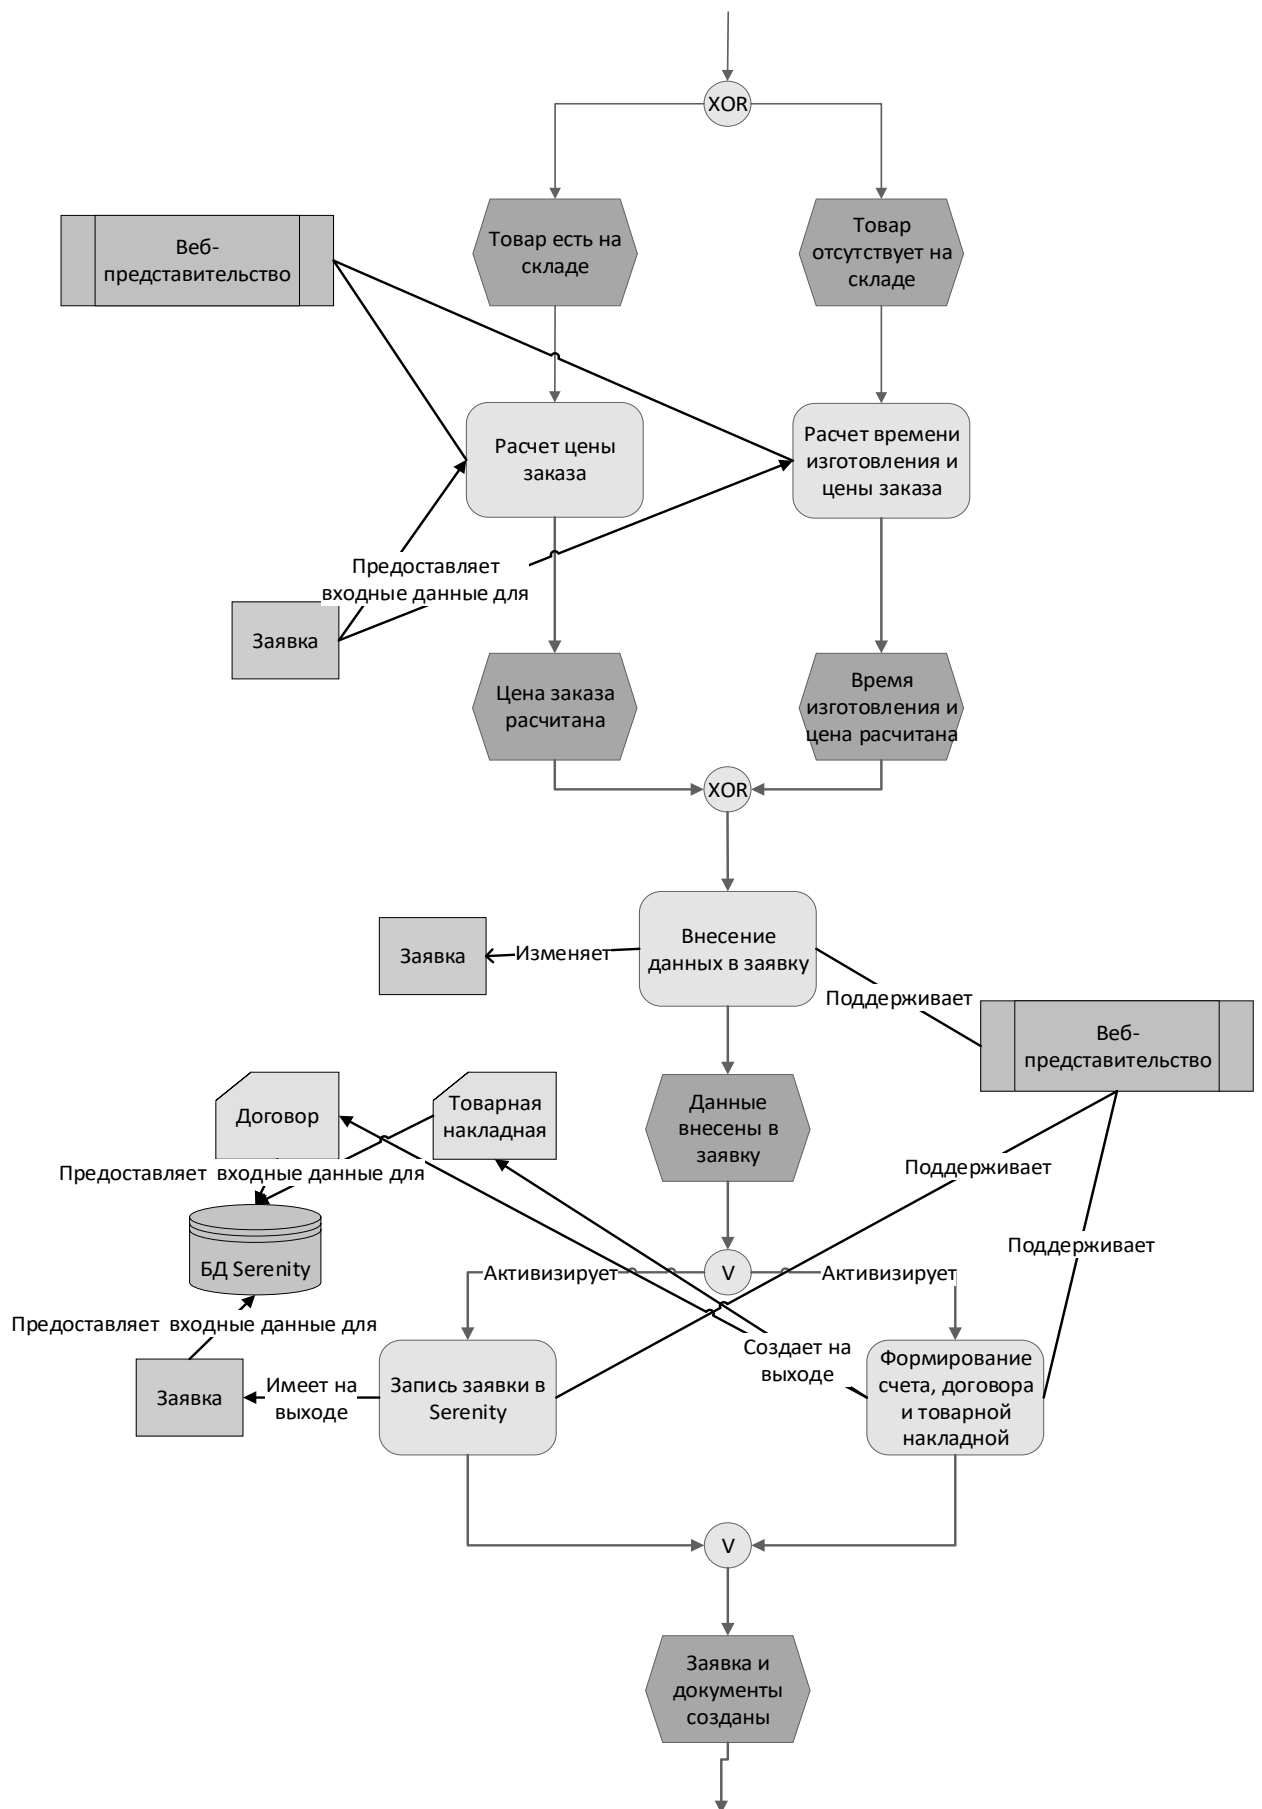 XOR
Товар есть на
складе
Товар
отсутствует на
складе
Веб-
представительство
Расчет цены
заказа
Расчет времени
изготовления и
цены заказа
Предоставляет
входные данные для
Заявка
Цена заказа
расчитана
Время
изготовления и
цена расчитана
XOR
Внесение
данных в заявку
Изменяет
Заявка
Поддерживает
Веб-
представительство
Договор
Товарная
накладная
Данные
внесены в
заявку
Предоставляет входные данные для
Поддерживает
БД Serenity
Поддерживает
Активизирует
V
Активизирует
Предоставляет входные данные для
Создает на
выходе
Заявка
Имеет на
выходе
Запись заявки в
Serenity
Формирование
счета, договора
и товарной
накладной
V
Заявка и
документы
созданы